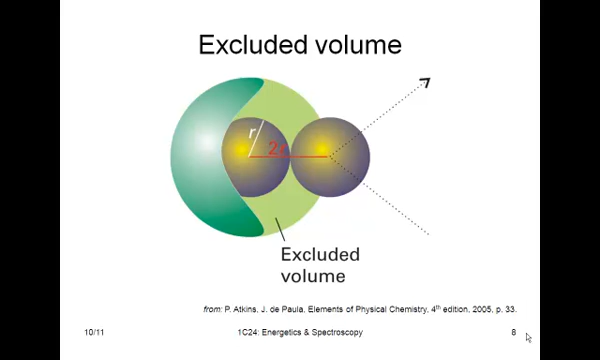 Excluded volume
r
2r
Excluded
volume
from: P. Atkins, J. de Paula, Elements of Physical Chemistry, 4th edition, 2005, p. 33.
10/11
1C24: Energetics & Spectroscopy
8